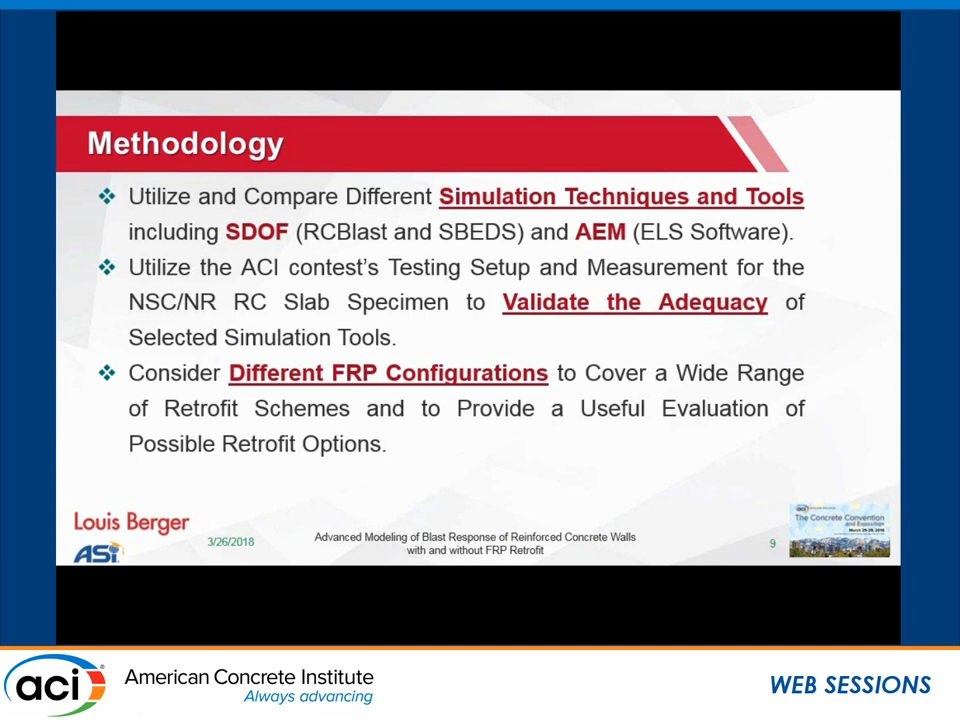 Methodology
Utilize and Compare Different Simulation Techniques and Tools
including SDOF (RCBlast and SBEDS) and AEM (ELS Software).
Utilize the ACI contest's Testing Setup and Measurement for the
NSC/NR RC Slab Specimen to Validate the Adequacy of
Selected Simulation Tools.
Consider Different FRP Configurations to Cover a Wide Range
of Retrofit Schemes and to Provide a Useful Evaluation of
Possible Retrofit Options.
Louis Berger
ASI
3/26/2018
Advanced Modeling of Blast Response of Reinforced Concrete Walls
with and without FRP Retrofit
9
The Concrete Convention
and Exposition
aci
American Concrete Institute
Always advancing
WEB SESSIONS